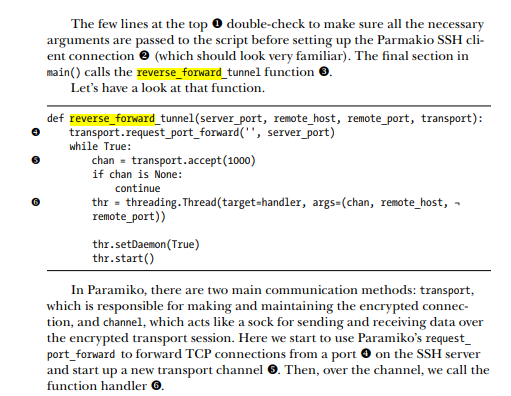 The few lines at the top ❶ double-check to make sure all the necessary
arguments are passed to the script before setting up the Parmakio SSH cli-
ent connection ❷ (which should look very familiar). The final section in
main() calls the reverse_forward_tunnel function ❸.
Let's have a look at that function.
def reverse_forward_tunnel(server_port, remote_host, remote_port, transport):
❹ transport.request_port_forward('', server_port)
while True:
❺ chan = transport.accept(1000)
if chan is None:
continue
❻ thr = threading.Thread(target=handler, args=(chan, remote_host, ¬
remote_port))
thr.setDaemon(True)
thr.start()
In Paramiko, there are two main communication methods: transport,
which is responsible for making and maintaining the encrypted connec-
tion, and channel, which acts like a sock for sending and receiving data over
the encrypted transport session. Here we start to use Paramiko's request_
port_forward to forward TCP connections from a port ❹ on the SSH server
and start up a new transport channel ❺. Then, over the channel, we call the
function handler ❻.